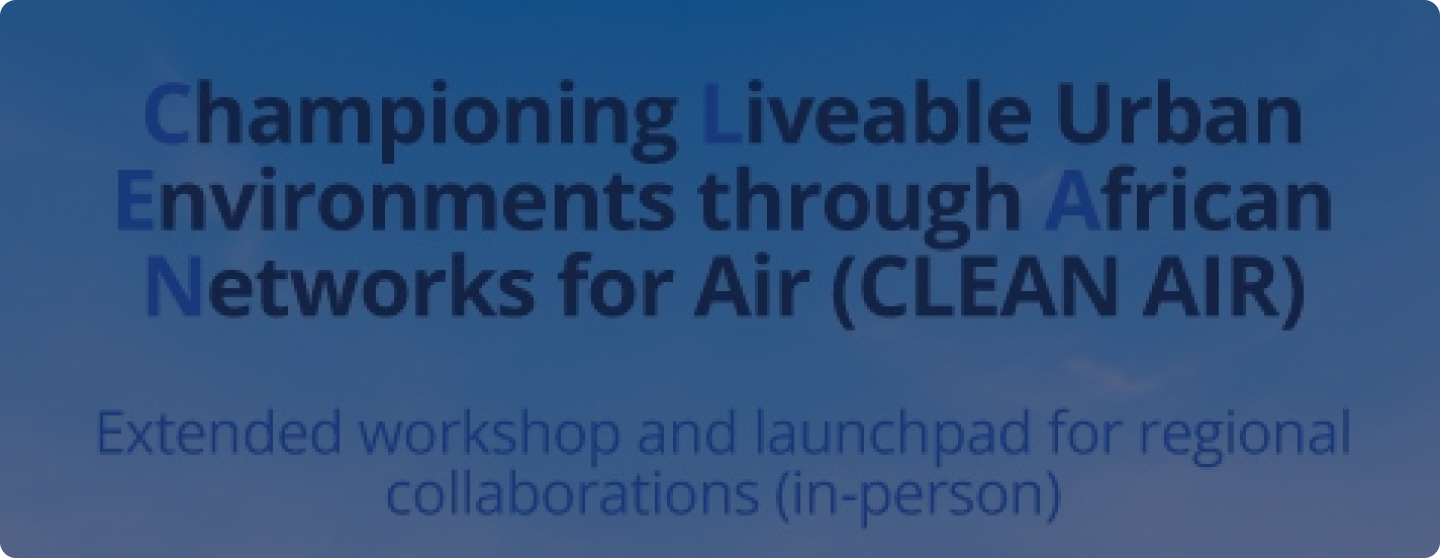 Championing Liveable Urban
Environments through African
Networks for Air (CLEAN AIR)
Extended workshop and launchpad for regional
collaborations (in-person)